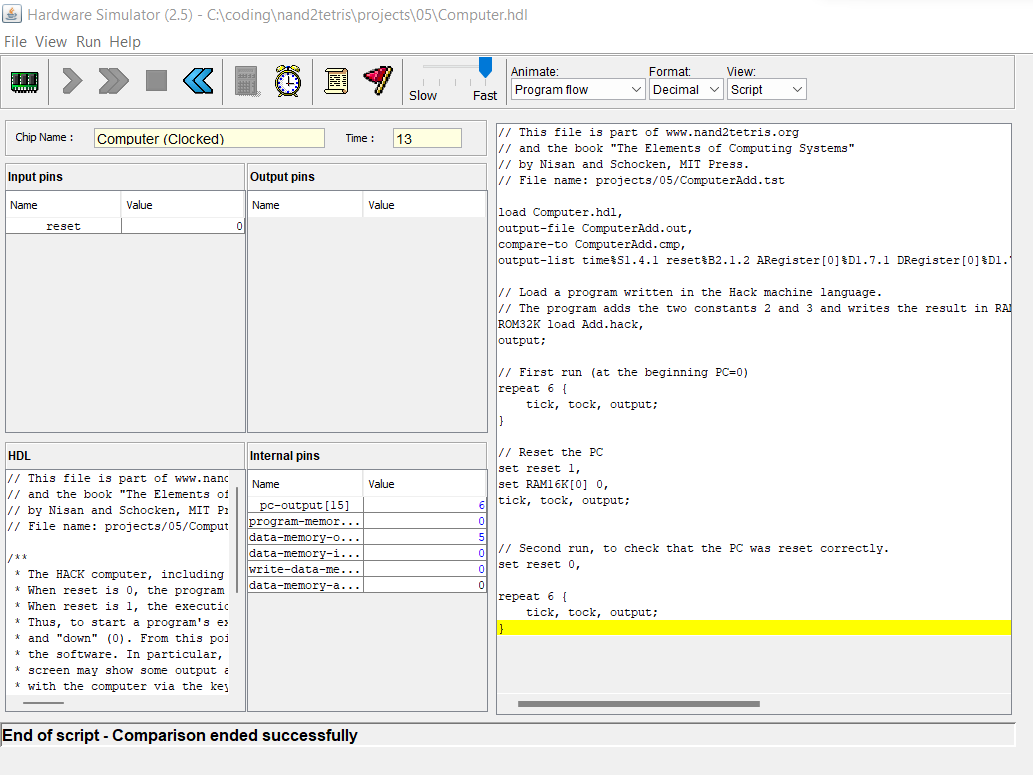 Hardware Simulator (2.5) - C:\coding\nand2tetris\projects\05\Computer.hdl
File View Run Help
Slow Fast
Animate: Format: View:
Program flow Decimal Script
Chip Name : Computer (Clocked) Time : 13
Input pins
Name Value
reset 0
Output pins
Name Value
HDL
// This file is part of www.nand
// and the book "The Elements of
// by Nisan and Schocken, MIT Pr
// File name: projects/05/Comput
/**
* The HACK computer, including
* When reset is 0, the program
* When reset is 1, the executio
* Thus, to start a program's ex
* and "down" (0). From this poi
* the software. In particular,
* screen may show some output a
* with the computer via the key
Internal pins
Name Value
pc-output[15] 6
program-memor... 0
data-memory-o... 5
data-memory-i... 0
write-data-me... 0
data-memory-a... 0
// This file is part of www.nand2tetris.org
// and the book "The Elements of Computing Systems"
// by Nisan and Schocken, MIT Press.
// File name: projects/05/ComputerAdd.tst
load Computer.hdl,
output-file ComputerAdd.out,
compare-to ComputerAdd.cmp,
output-list time%S1.4.1 reset%B2.1.2 ARegister[0]%D1.7.1 DRegister[0]%D1.
// Load a program written in the Hack machine language.
// The program adds the two constants 2 and 3 and writes the result in RA
ROM32K load Add.hack,
output;
// First run (at the beginning PC=0)
repeat 6 {
tick, tock, output;
}
// Reset the PC
set reset 1,
set RAM16K[0] 0,
tick, tock, output;
// Second run, to check that the PC was reset correctly.
set reset 0,
repeat 6 {
tick, tock, output;
}
End of script - Comparison ended successfully